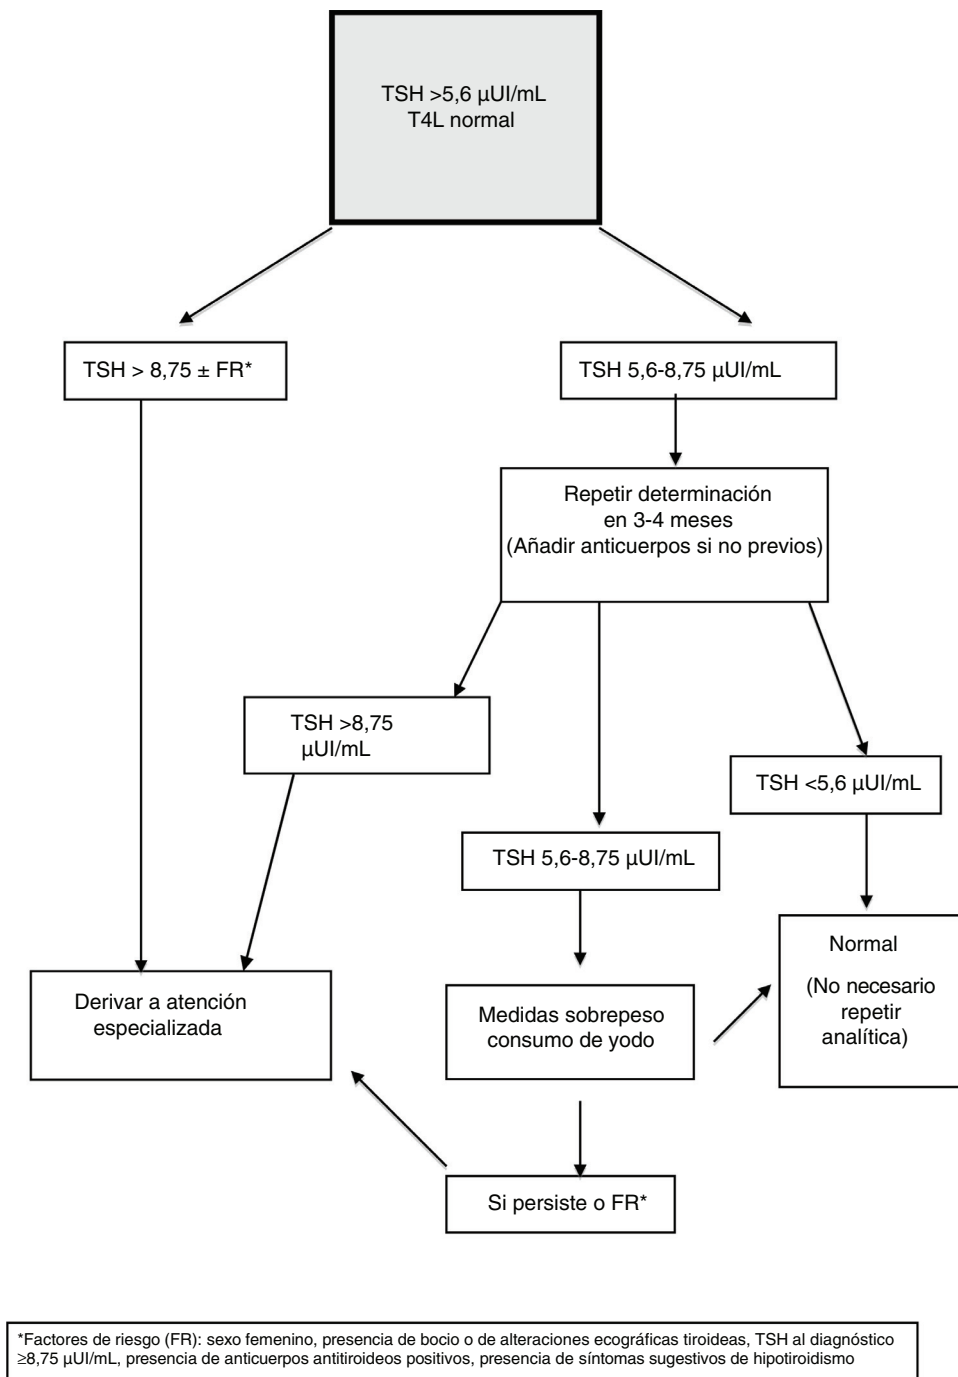 TSH >5,6 µUI/mL
T4L normal
TSH > 8,75 ± FR*
TSH 5,6-8,75 µUI/mL
Repetir determinación
en 3-4 meses
(Añadir anticuerpos si no previos)
TSH >8,75
µUI/mL
TSH <5,6 µUI/mL
TSH 5,6-8,75 µUI/mL
Normal
(No necesario
repetir
analítica)
Derivar a atención
especializada
Medidas sobrepeso
consumo de yodo
Si persiste o FR*
*Factores de riesgo (FR): sexo femenino, presencia de bocio o de alteraciones ecográficas tiroideas, TSH al diagnóstico
≥8,75 µUI/mL, presencia de anticuerpos antitiroideos positivos, presencia de síntomas sugestivos de hipotiroidismo